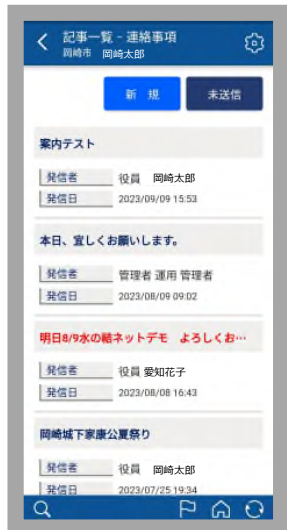 記事一覧 - 連絡事項
岡崎市 岡崎太郎
新 規 未送信
案内テスト
発信者 役員 岡崎太郎
発信日 2023/09/09 15:53
本日、宜しくお願いします。
発信者 管理者 運用 管理者
発信日 2023/08/09 09:02
明日8/9水の結ネットデモ よろしくお…
発信者 役員 愛知花子
発信日 2023/08/08 16:43
岡崎城下家康公夏祭り
発信者 役員 岡崎太郎
発信日 2023/07/25 19:34